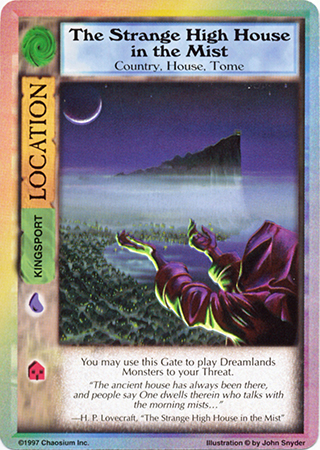 The Strange High House
in the Mist
Country, House, Tome
LOCATION
KINGSPORT
You may use this Gate to play Dreamlands
Monsters to your Threat.
"The ancient house has always been there,
and people say One dwells therein who talks with
the morning mists…"
—H. P. Lovecraft, "The Strange High House in the Mist"
©1997 Chaosium Inc.
Illustration © by John Snyder